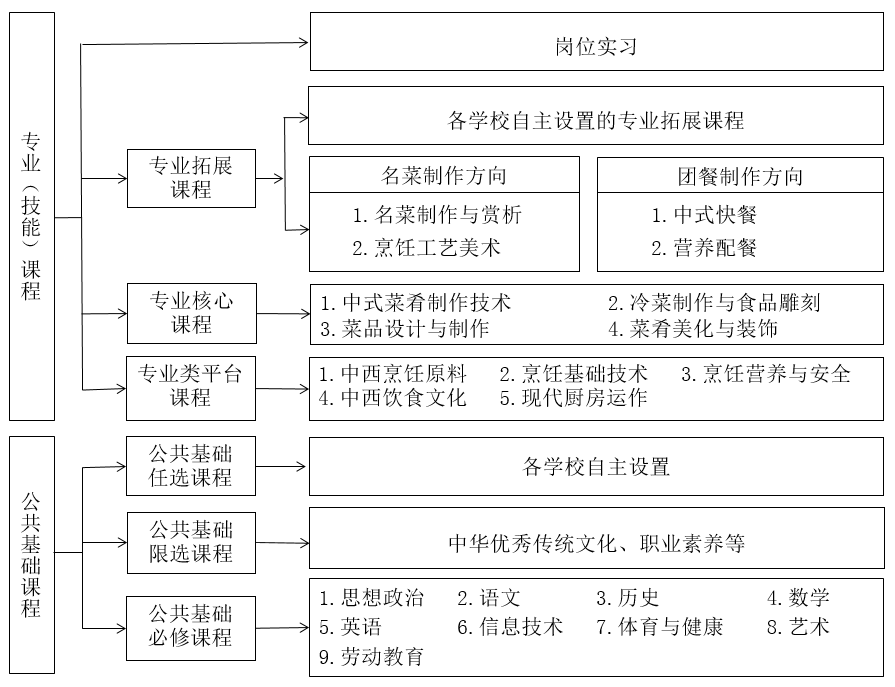 专业（技能）课程
岗位实习
专业拓展
课程
各学校自主设置的专业拓展课程
名菜制作方向
1.名菜制作与赏析
2.烹饪工艺美术
团餐制作方向
1.中式快餐
2.营养配餐
专业核心
课程
1.中式菜肴制作技术 2.冷菜制作与食品雕刻
3.菜品设计与制作 4.菜肴美化与装饰
专业类平台
课程
1.中西烹饪原料 2.烹饪基础技术 3.烹饪营养与安全
4.中西饮食文化 5.现代厨房运作
公共基础课程
公共基础
任选课程
各学校自主设置
公共基础
限选课程
中华优秀传统文化、职业素养等
公共基础
必修课程
1.思想政治 2.语文 3.历史 4.数学
5.英语 6.信息技术 7.体育与健康 8.艺术
9.劳动教育